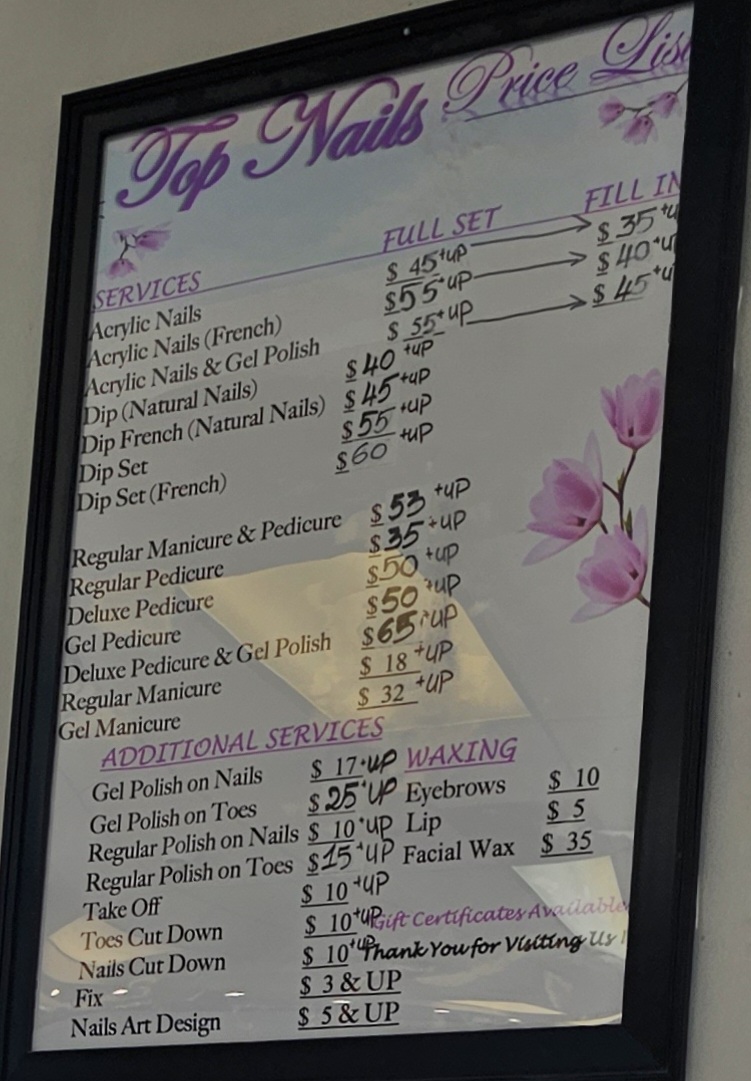 Top Nails Price List
SERVICES FULL SET FILL IN
Acrylic Nails $ 45+up $ 35+u
Acrylic Nails (French) $55+up $ 40+u
Acrylic Nails & Gel Polish $ 55+up $ 45+u
Dip (Natural Nails) $40 +up
Dip French (Natural Nails) $45+up
Dip Set $55 +up
Dip Set (French) $60 +up
Regular Manicure & Pedicure $ 53 +up
Regular Pedicure $ 35 +up
Deluxe Pedicure $50 +up
Gel Pedicure $50 +up
Deluxe Pedicure & Gel Polish $65 +up
Regular Manicure $ 18 +up
Gel Manicure $ 32 +up
ADDITIONAL SERVICES
Gel Polish on Nails $ 17+up
Gel Polish on Toes $25+up
Regular Polish on Nails $ 10+up
Regular Polish on Toes $15+up
Take Off $ 10 +up
Toes Cut Down $ 10+up
Nails Cut Down $ 10+up
Fix $ 3 & UP
Nails Art Design $ 5 & UP
WAXING
Eyebrows $ 10
Lip $ 5
Facial Wax $ 35
Gift Certificates Available
Thank You for Visiting Us !